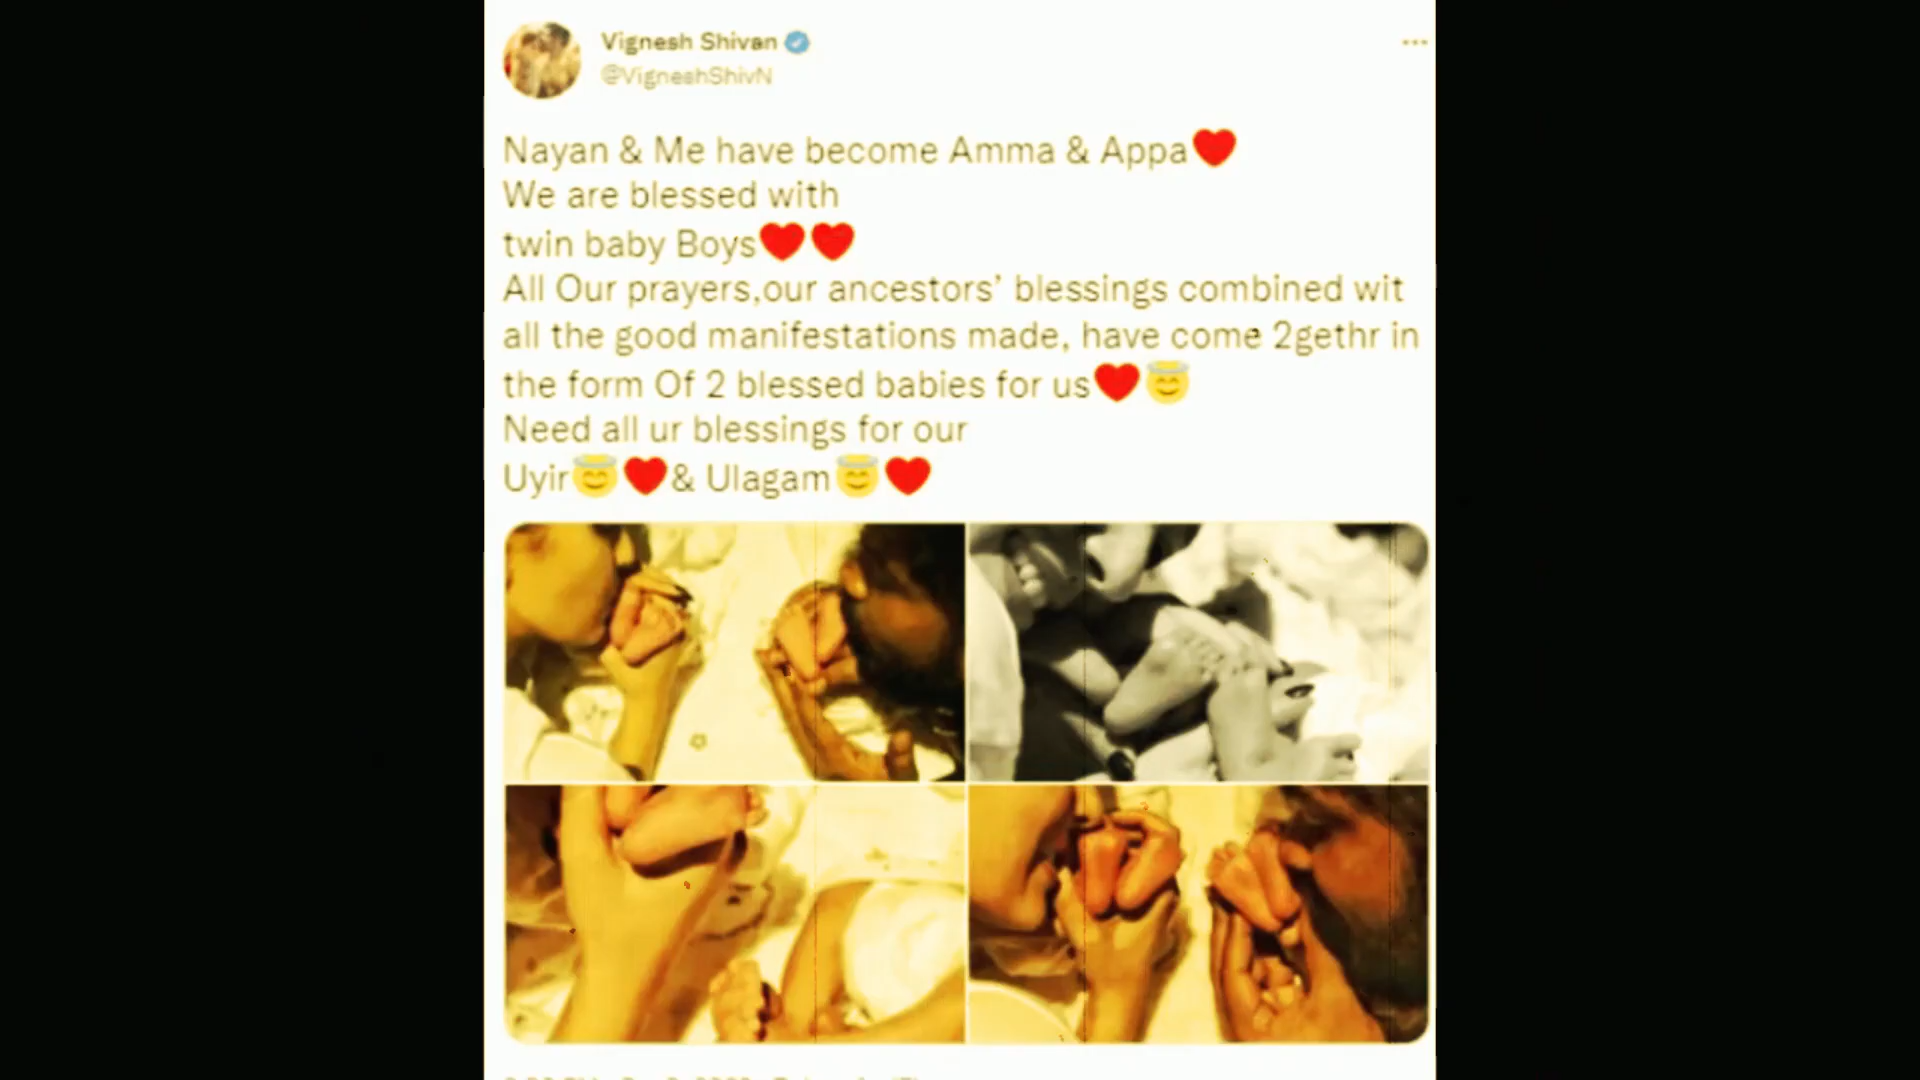 Vignesh Shivan
@VigneshShivN
Nayan & Me have become Amma & Appa❤️
We are blessed with
twin baby Boys❤️❤️
All Our prayers,our ancestors’ blessings combined wit
all the good manifestations made, have come 2gethr in
the form Of 2 blessed babies for us❤️😇
Need all ur blessings for our
Uyir😇❤️& Ulagam😇❤️